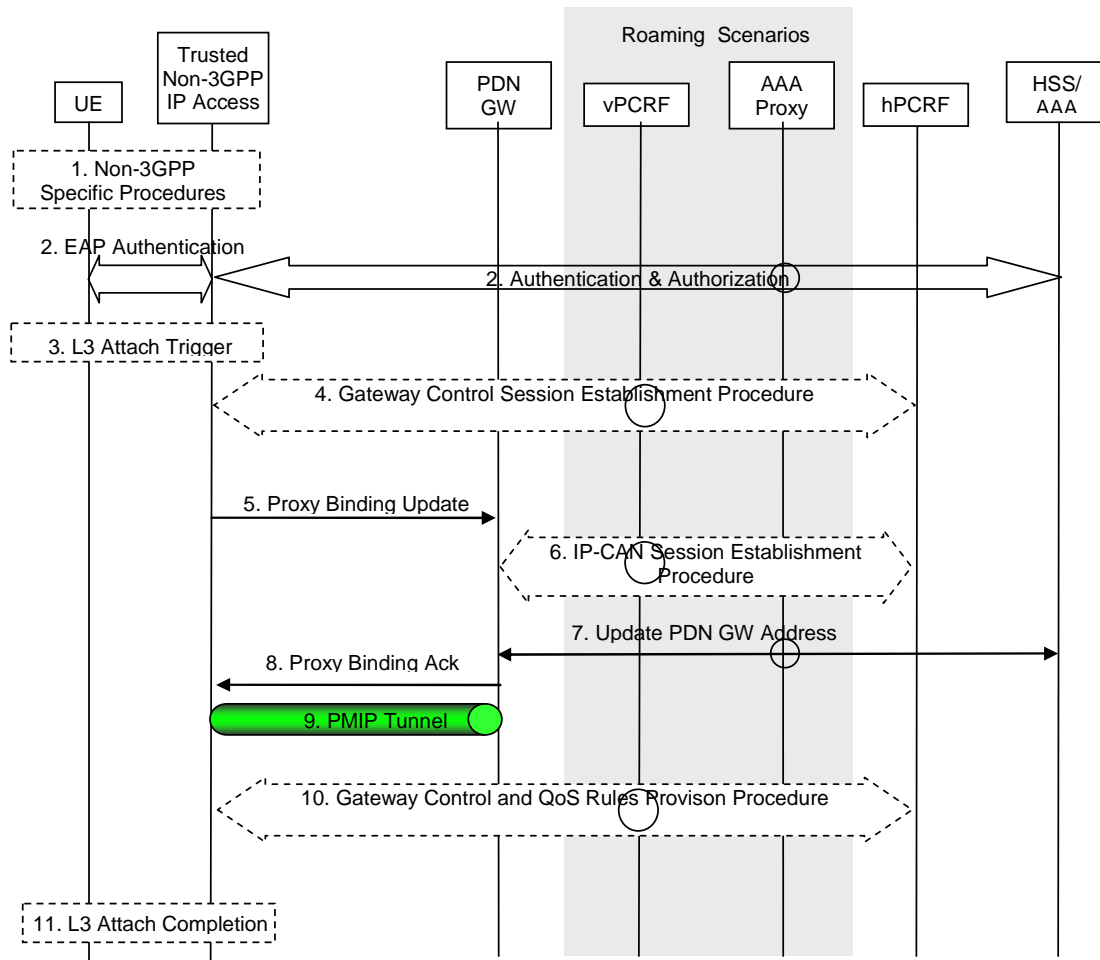 Roaming Scenarios
Trusted
Non-3GPP
IP Access
UE
PDN
GW
vPCRF
AAA
Proxy
hPCRF
HSS/
AAA
1. Non-3GPP
Specific Procedures
2. EAP Authentication
2. Authentication & Authorization
3. L3 Attach Trigger
4. Gateway Control Session Establishment Procedure
5. Proxy Binding Update
6. IP-CAN Session Establishment
Procedure
7. Update PDN GW Address
8. Proxy Binding Ack
9. PMIP Tunnel
10. Gateway Control and QoS Rules Provison Procedure
11. L3 Attach Completion